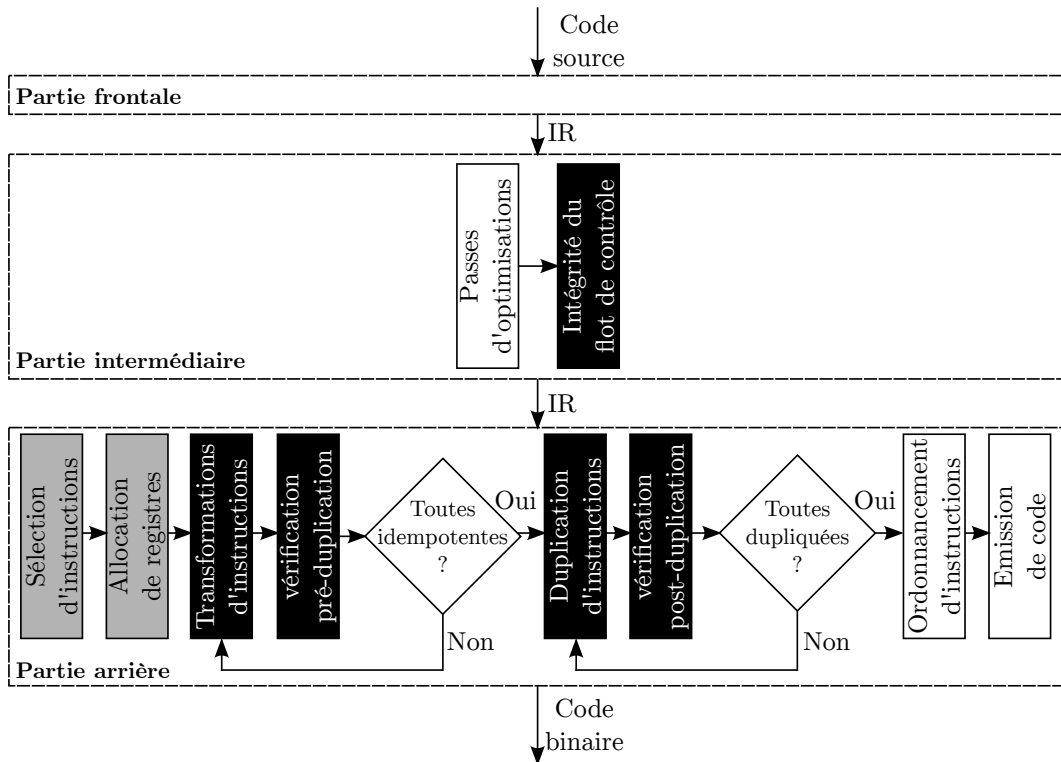 Code
source
Partie frontale
IR
Passes
d'optimisations
Intégrité du
flot de contrôle
Partie intermédiaire
IR
Sélection
d'instructions
Allocation
de registres
Transformations
d'instructions
vérification
pré-duplication
Toutes
idempotentes
?
Oui
Non
Duplication
d'instructions
vérification
post-duplication
Toutes
dupliquées
?
Oui
Non
Ordonnancement
d'instructions
Emission
de code
Partie arrière
Code
binaire